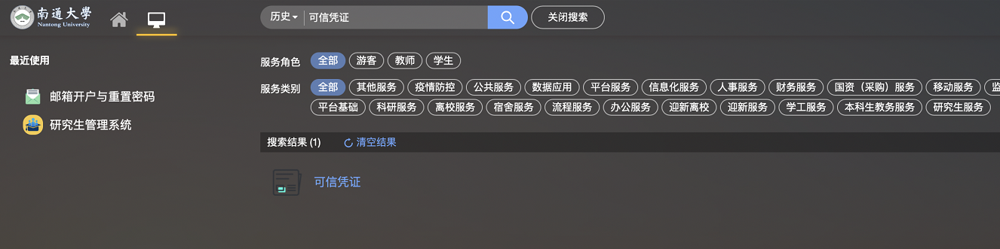 南通大學
Nantong University
历史 可信凭证 关闭搜索
最近使用
邮箱开户与重置密码
研究生管理系统
服务角色 全部 游客 教师 学生
服务类别 全部 其他服务 疫情防控 公共服务 数据应用 平台服务 信息化服务 人事服务 财务服务 国资（采购）服务 移动服务 监
平台基础 科研服务 离校服务 宿舍服务 流程服务 办公服务 迎新离校 迎新服务 学工服务 本科生教务服务 研究生服务
搜索结果 (1) 清空结果
可信凭证